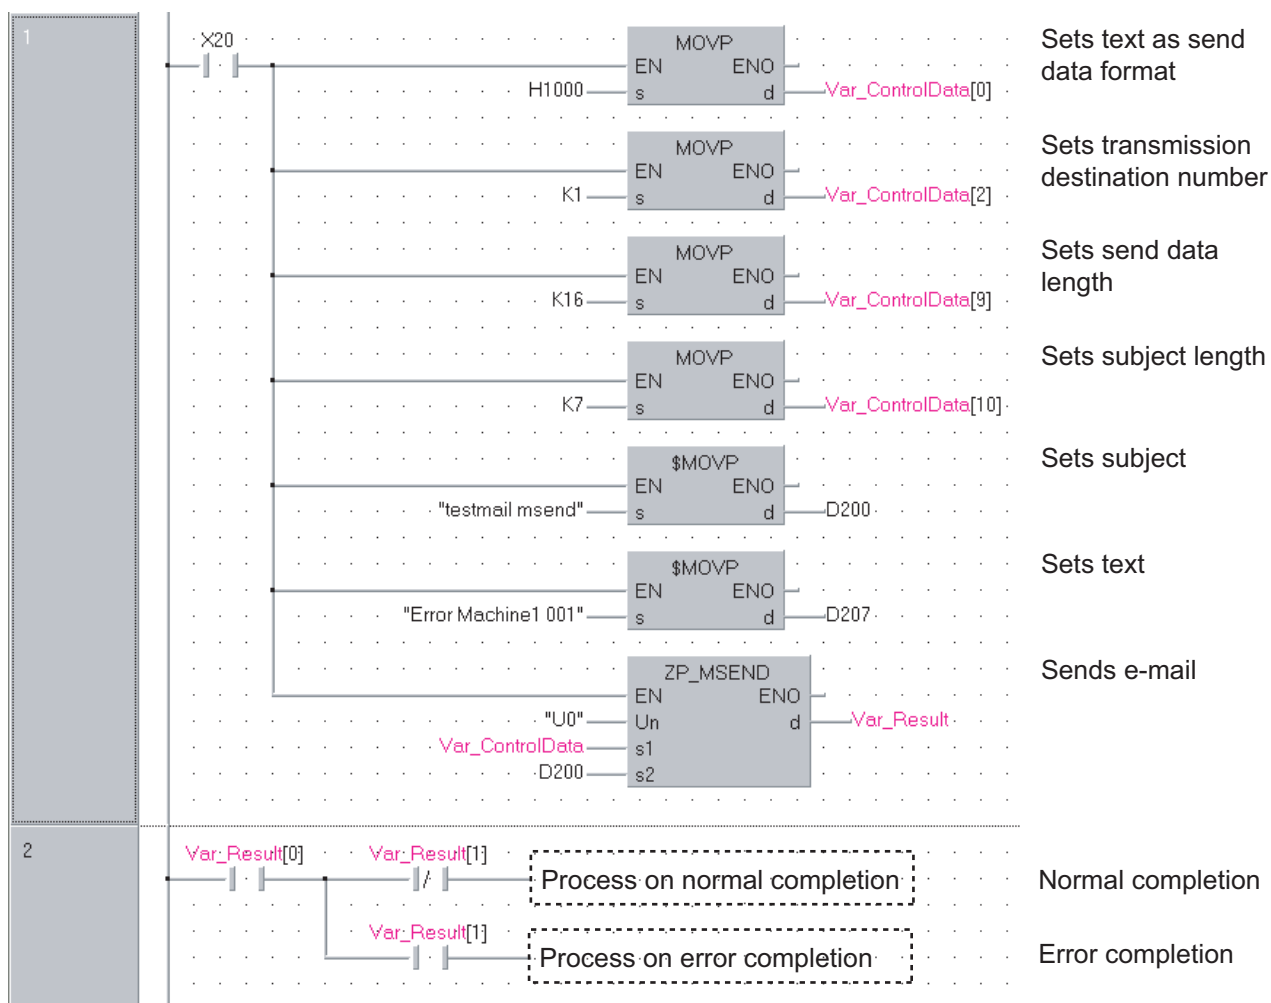 1
X20
MOVP
EN ENO
H1000 s d Var_ControlData[0]
Sets text as send
data format
MOVP
EN ENO
K1 s d Var_ControlData[2]
Sets transmission
destination number
MOVP
EN ENO
K16 s d Var_ControlData[9]
Sets send data
length
MOVP
EN ENO
K7 s d Var_ControlData[10]
Sets subject length
$MOVP
EN ENO
"testmail msend" s d D200
Sets subject
$MOVP
EN ENO
"Error Machine1 001" s d D207
Sets text
ZP_MSEND
EN ENO
"U0" Un d Var_Result
Var_ControlData s1
D200 s2
Sends e-mail
2
Var_Result[0] Var_Result[1]
Process on normal completion
Normal completion
Var_Result[1]
Process on error completion
Error completion